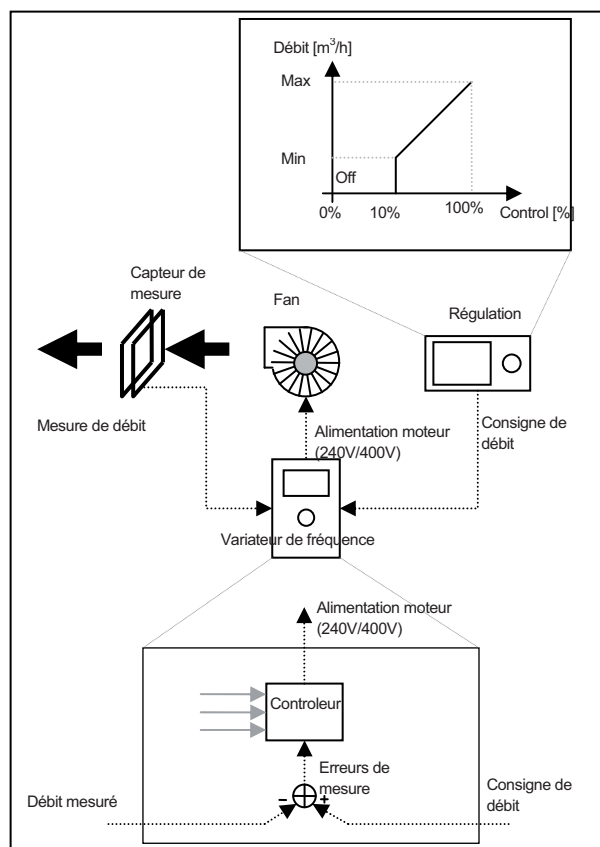 Débit [m³/h]
Max
Min
Off
0%
10%
100%
Control [%]
Capteur de
mesure
Fan
Régulation
Mesure de débit
Alimentation moteur
(240V/400V)
Consigne de
débit
Variateur de fréquence
Alimentation moteur
(240V/400V)
Controleur
Erreurs de
mesure
Débit mesuré
- +
Consigne de
débit